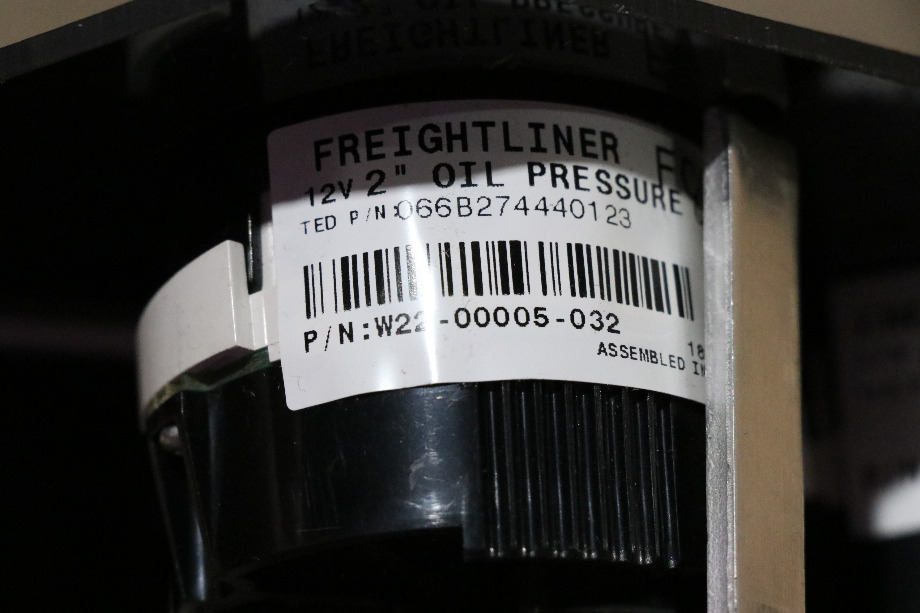 FREIGHTLINER
12V 2" OIL PRESSURE
TED P/N:066B274440123
P/N:W22-00005-032
18
ASSEMBLED IN